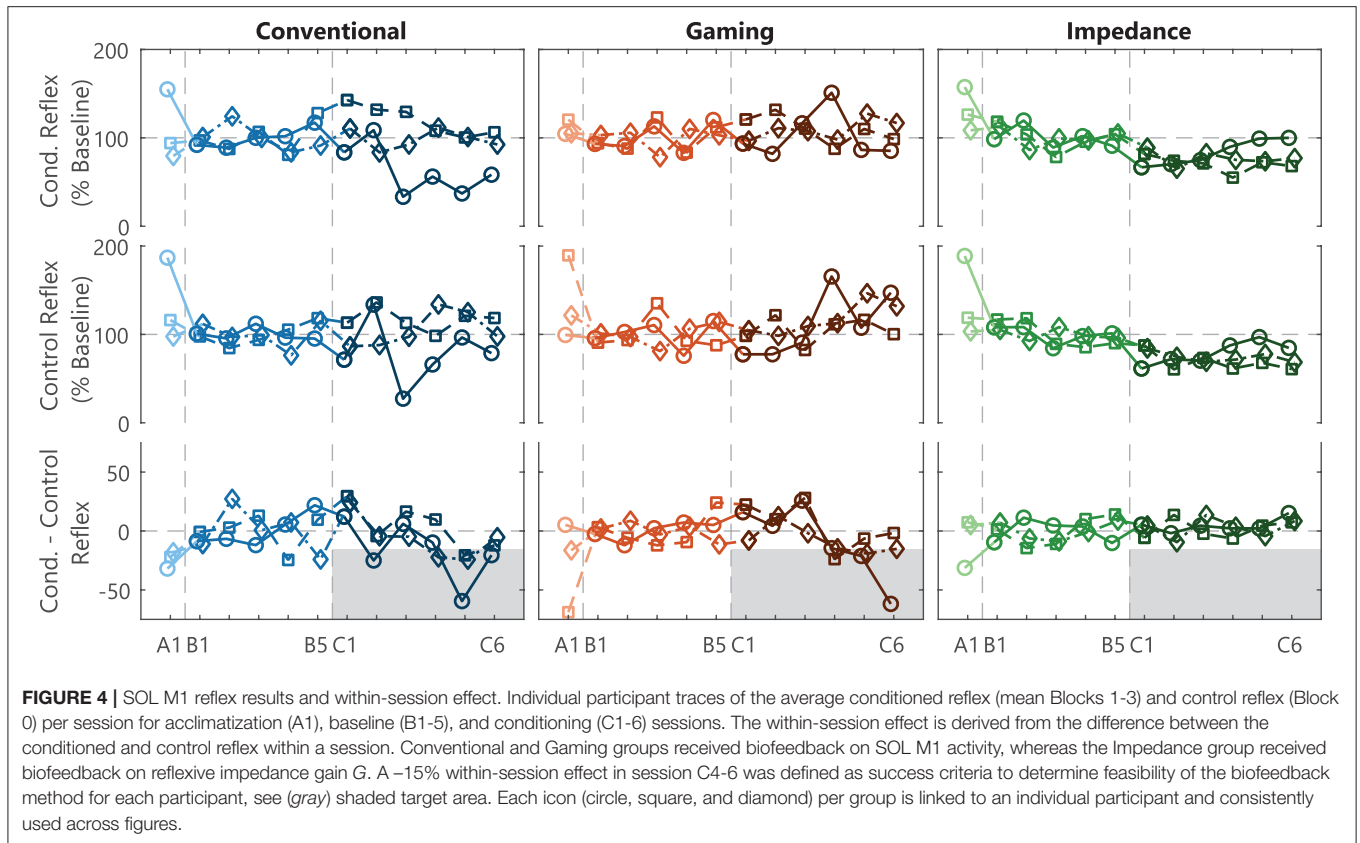 Conventional Gaming Impedance
Cond. Reflex
(% Baseline)
200
100
0
Control Reflex
(% Baseline)
200
100
0
Cond. - Control
Reflex
50
0
-50
A1 B1 B5 C1 C6 A1 B1 B5 C1 C6 A1 B1 B5 C1 C6
FIGURE 4 | SOL M1 reflex results and within-session effect. Individual participant traces of the average conditioned reflex (mean Blocks 1-3) and control reflex (Block
0) per session for acclimatization (A1), baseline (B1-5), and conditioning (C1-6) sessions. The within-session effect is derived from the difference between the
conditioned and control reflex within a session. Conventional and Gaming groups received biofeedback on SOL M1 activity, whereas the Impedance group received
biofeedback on reflexive impedance gain G. A –15% within-session effect in session C4-6 was defined as success criteria to determine feasibility of the biofeedback
method for each participant, see (gray) shaded target area. Each icon (circle, square, and diamond) per group is linked to an individual participant and consistently
used across figures.